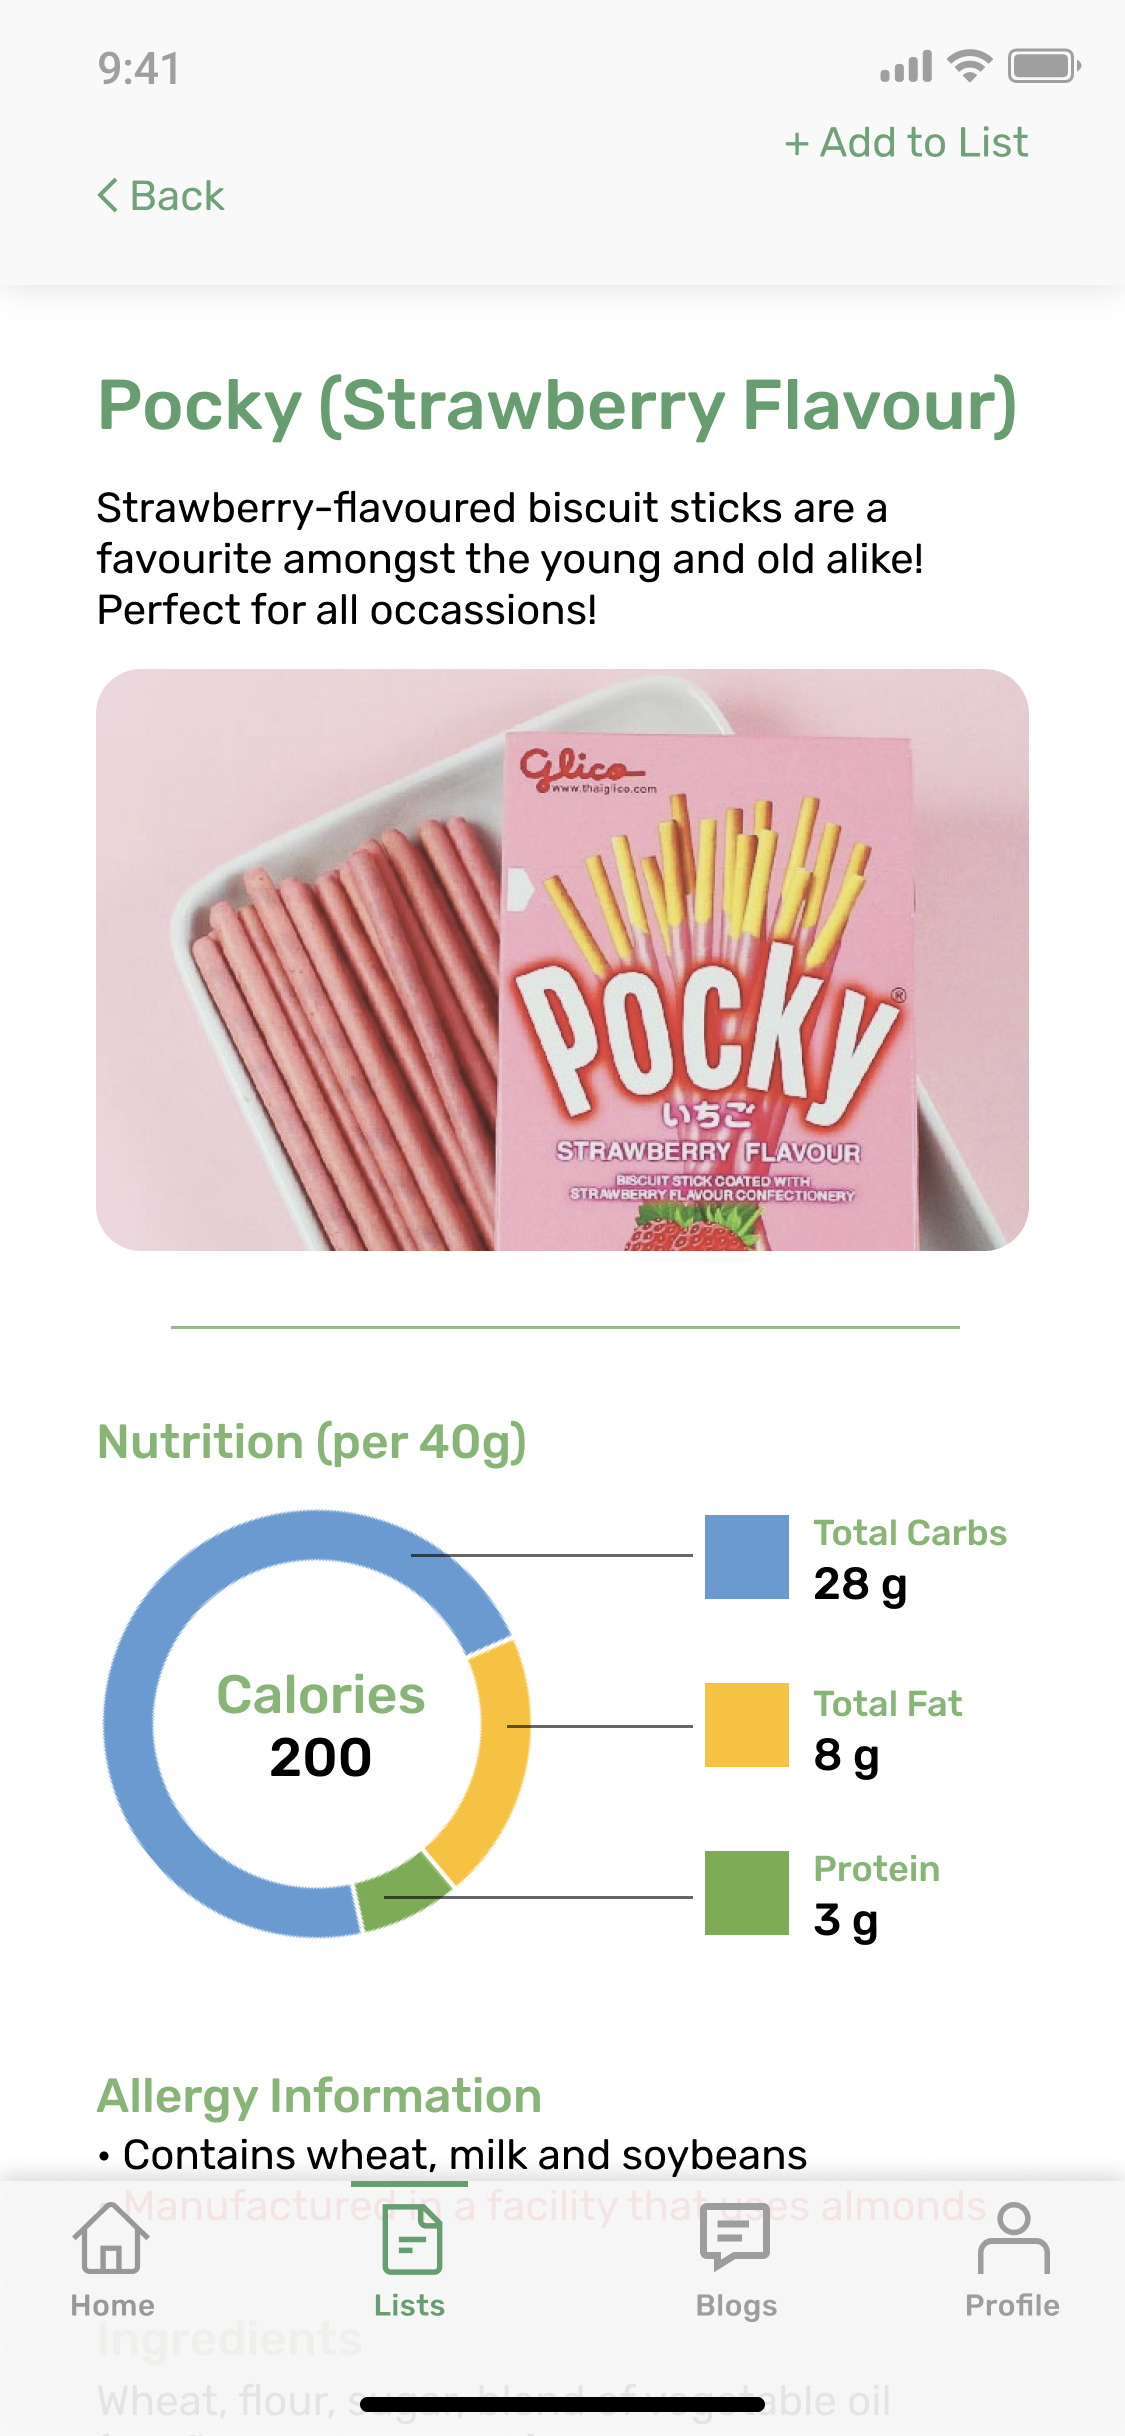 9:41
+ Add to List
Back
Pocky (Strawberry Flavour)
Strawberry-flavoured biscuit sticks are a
favourite amongst the young and old alike!
Perfect for all occassions!
Glico
www.thaiglico.com
POCKY
®
いちご
STRAWBERRY FLAVOUR
BISCUIT STICK COATED WITH
STRAWBERRY FLAVOUR CONFECTIONERY
Nutrition (per 40g)
Calories
200
Total Carbs
28 g
Total Fat
8 g
Protein
3 g
Allergy Information
• Contains wheat, milk and soybeans
Manufactured in a facility that uses almonds
Home
Lists
Blogs
Profile
Ingredients
Wheat, flour, sugar, blend of vegetable oil